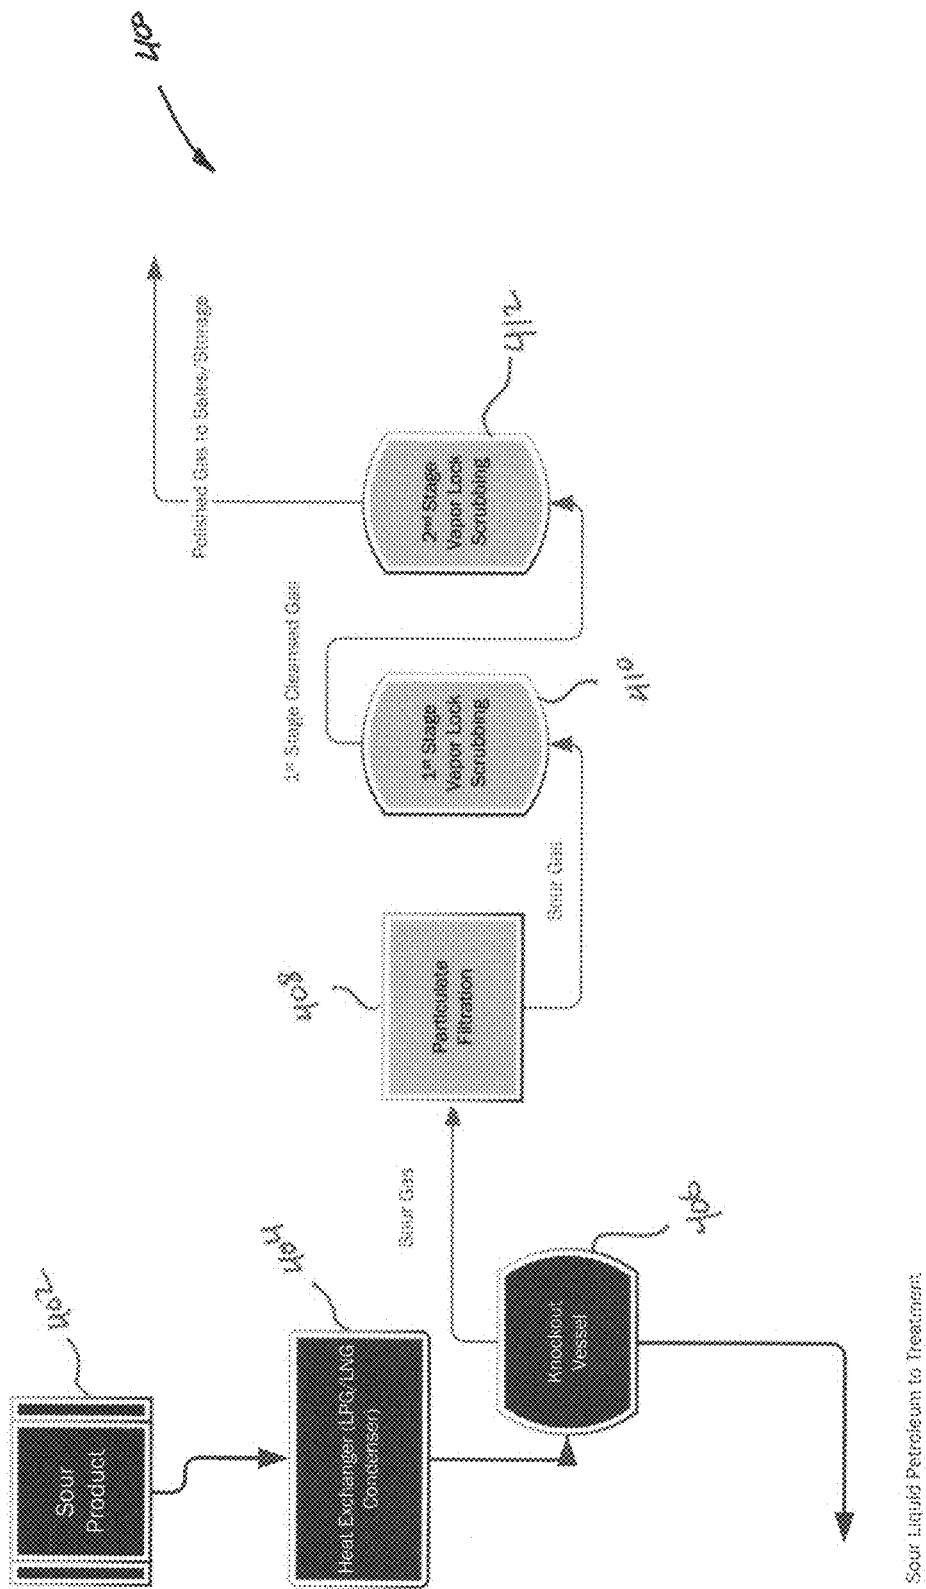 400
402
Sour
Product
404
Heat Exchanger (LPG, LNG
Condenser)
406
Knockout
Vessel
Sour Liquid Petroleum to Treatment
Sour Gas
408
Particulate
Filtration
Sour Gas
410
1st Stage
Vapor Lock
Scrubbing
1st Stage Cleansed Gas
412
2nd Stage
Vapor Lock
Scrubbing
Polished Gas to Sales/Storage